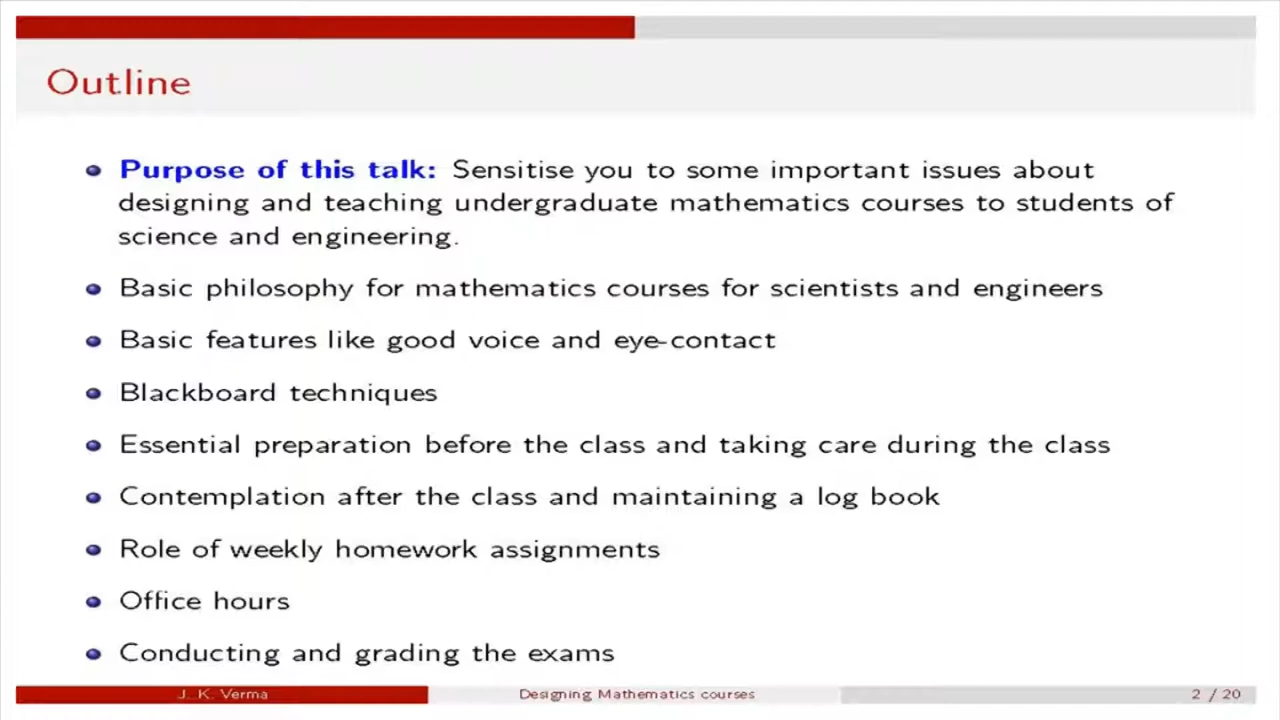 Outline
Purpose of this talk: Sensitise you to some important issues about
designing and teaching undergraduate mathematics courses to students of
science and engineering.
Basic philosophy for mathematics courses for scientists and engineers
Basic features like good voice and eye-contact
Blackboard techniques
Essential preparation before the class and taking care during the class
Contemplation after the class and maintaining a log book
Role of weekly homework assignments
Office hours
Conducting and grading the exams
J. K. Verma
Designing Mathematics courses
2 / 20